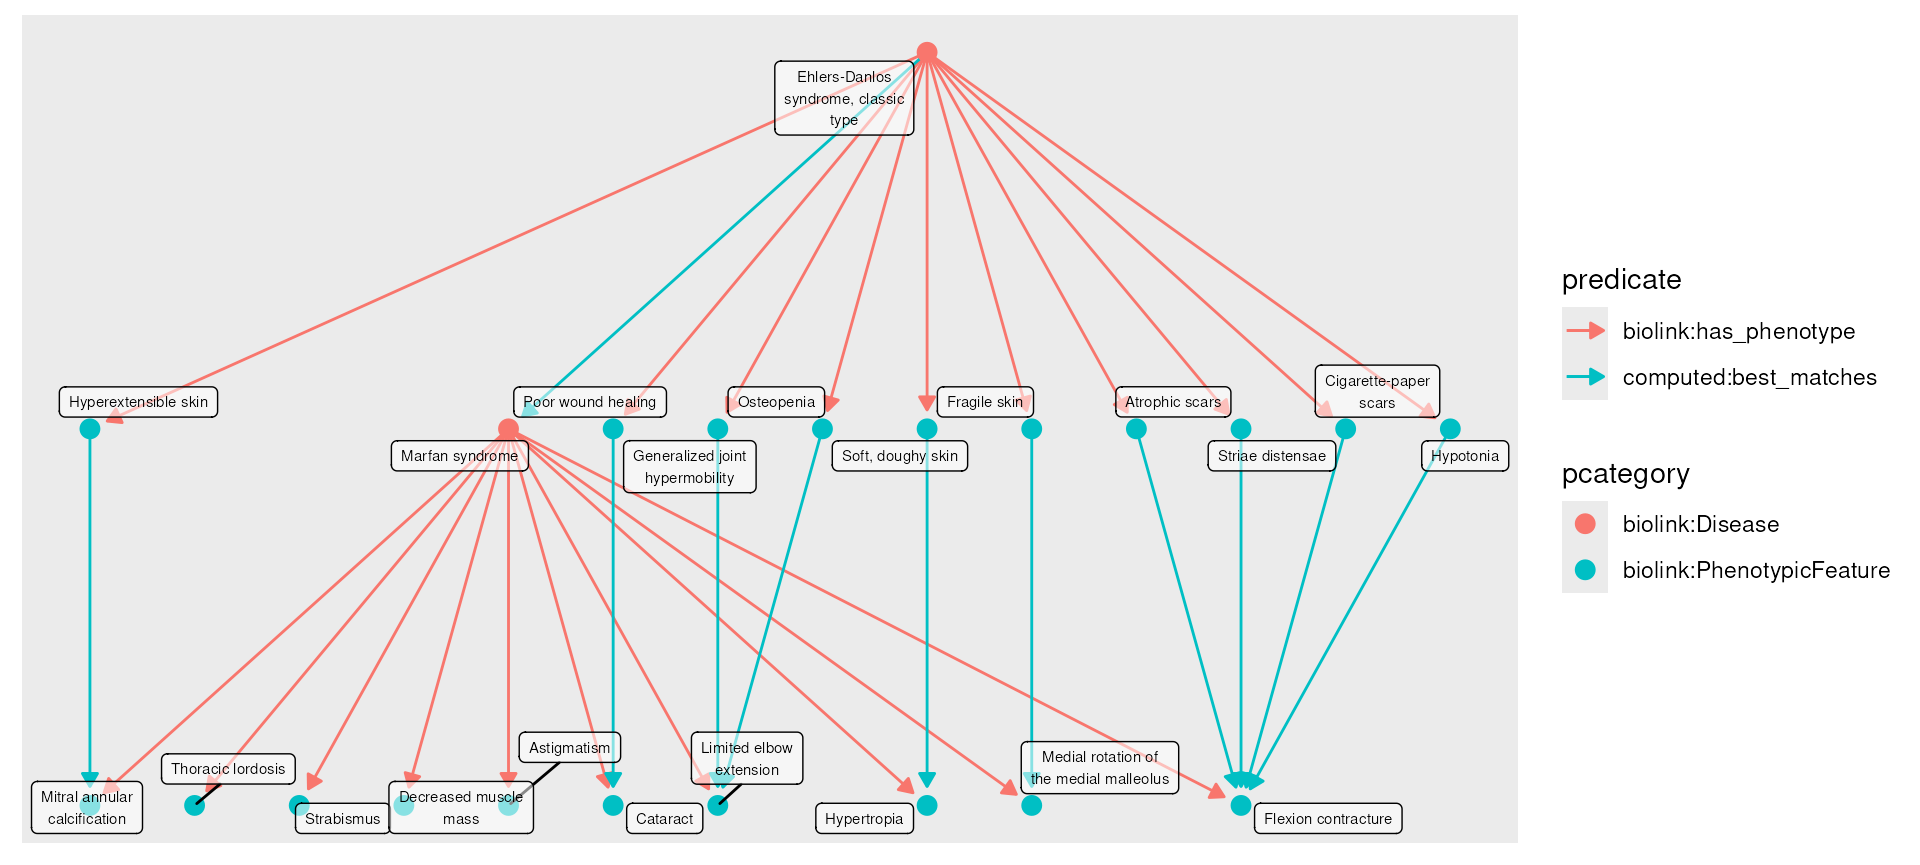 Ehlers-Danlos
syndrome, classic
type
Hyperextensible skin
Poor wound healing
Osteopenia
Fragile skin
Atrophic scars
Cigarette-paper
scars
Marfan syndrome
Generalized joint
hypermobility
Soft, doughy skin
Striae distensae
Hypotonia
Mitral annular
calcification
Thoracic lordosis
Strabismus
Decreased muscle
mass
Astigmatism
Cataract
Limited elbow
extension
Hypertropia
Medial rotation of
the medial malleolus
Flexion contracture
predicate
biolink:has_phenotype
computed:best_matches
pcategory
biolink:Disease
biolink:PhenotypicFeature